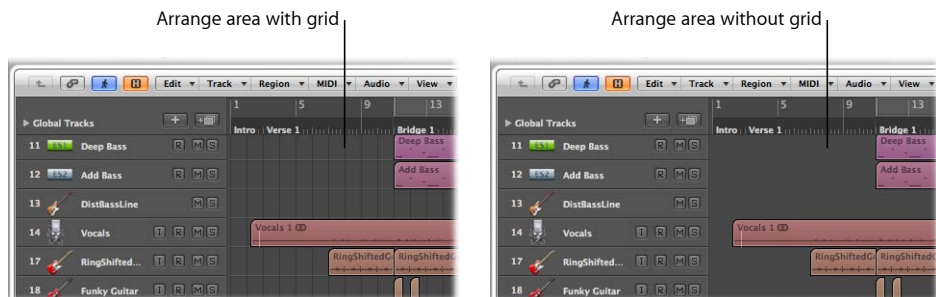 Arrange area with grid
Edit Track Region MIDI Audio View
1 5 9 13
Global Tracks
Intro Verse 1 Bridge 1
11 ES1 Deep Bass R M S Deep Bass
12 ES2 Add Bass R M S Add Bass
13 DistBassLine M S
14 Vocals I R M S Vocals 1
17 RingShifted... I R M S RingShiftedG RingShiftedG
18 Funky Guitar I R M S
Arrange area without grid
Edit Track Region MIDI Audio View
1 5 9 13
Global Tracks
Intro Verse 1 Bridge 1
11 ES1 Deep Bass R M S Deep Bass
12 ES2 Add Bass R M S Add Bass
13 DistBassLine M S
14 Vocals I R M S Vocals 1
17 RingShifted... I R M S RingShiftedG RingShiftedG
18 Funky Guitar I R M S